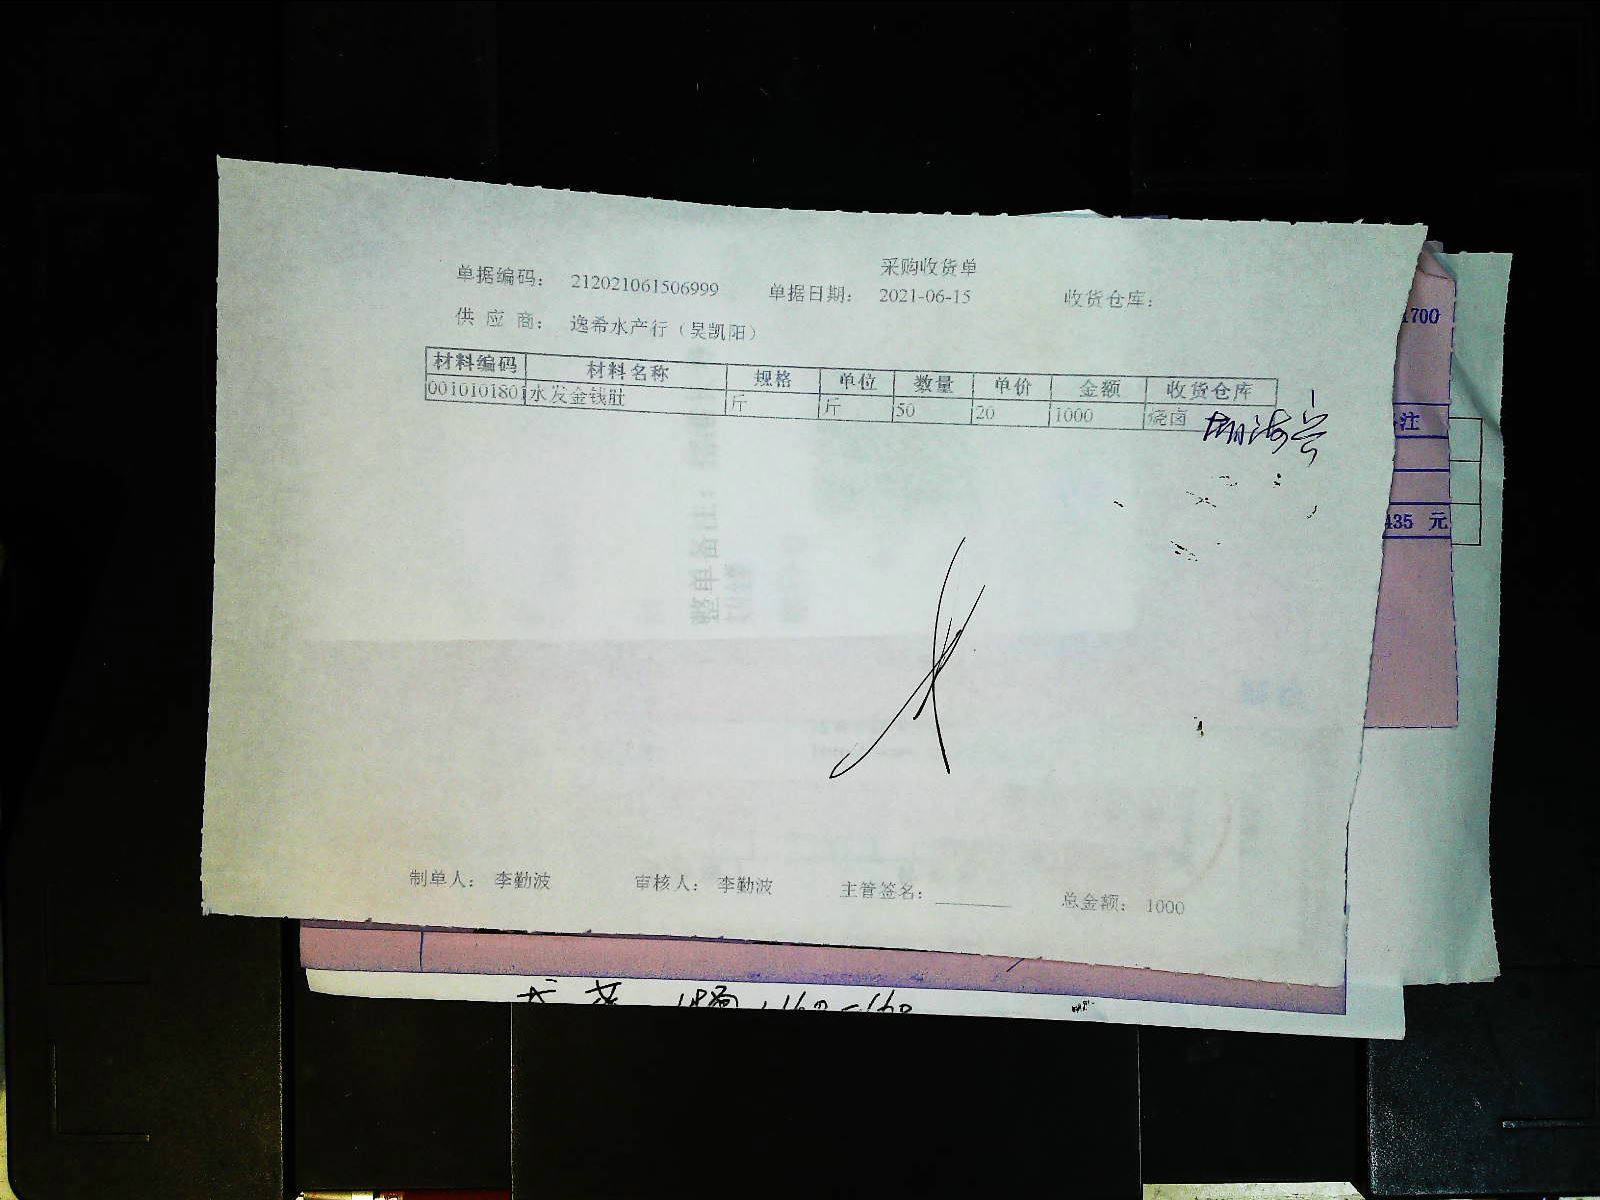 采购收货单
单据编码： 212021061506999 单据日期： 2021-06-15 收货仓库：
供 应 商： 逸希水产行（吴凯阳）
材料编码 材料名称 规格 单位 数量 单价 金额 收货仓库
0010101801 水发金钱肚 斤 斤 50 20 1000 烧卤
制单人： 李勤波 审核人： 李勤波 主管签名：________ 总金额： 1000
1700
注
435 元